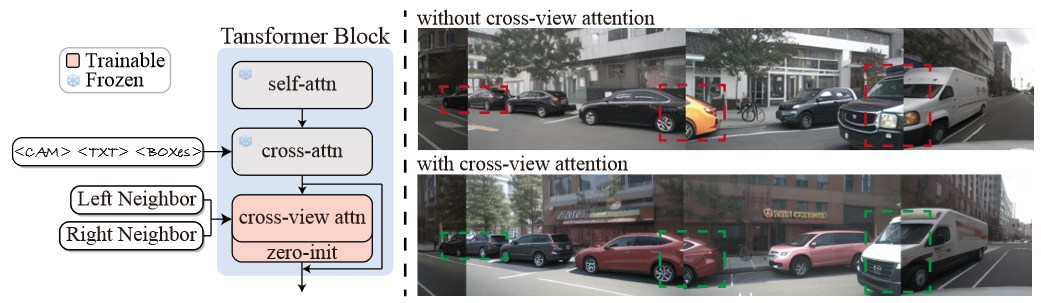 Tansformer Block
Trainable
Frozen
self-attn
cross-attn
<CAM> <TXT> <BOXes>
Left Neighbor
Right Neighbor
cross-view attn
zero-init
without cross-view attention
with cross-view attention